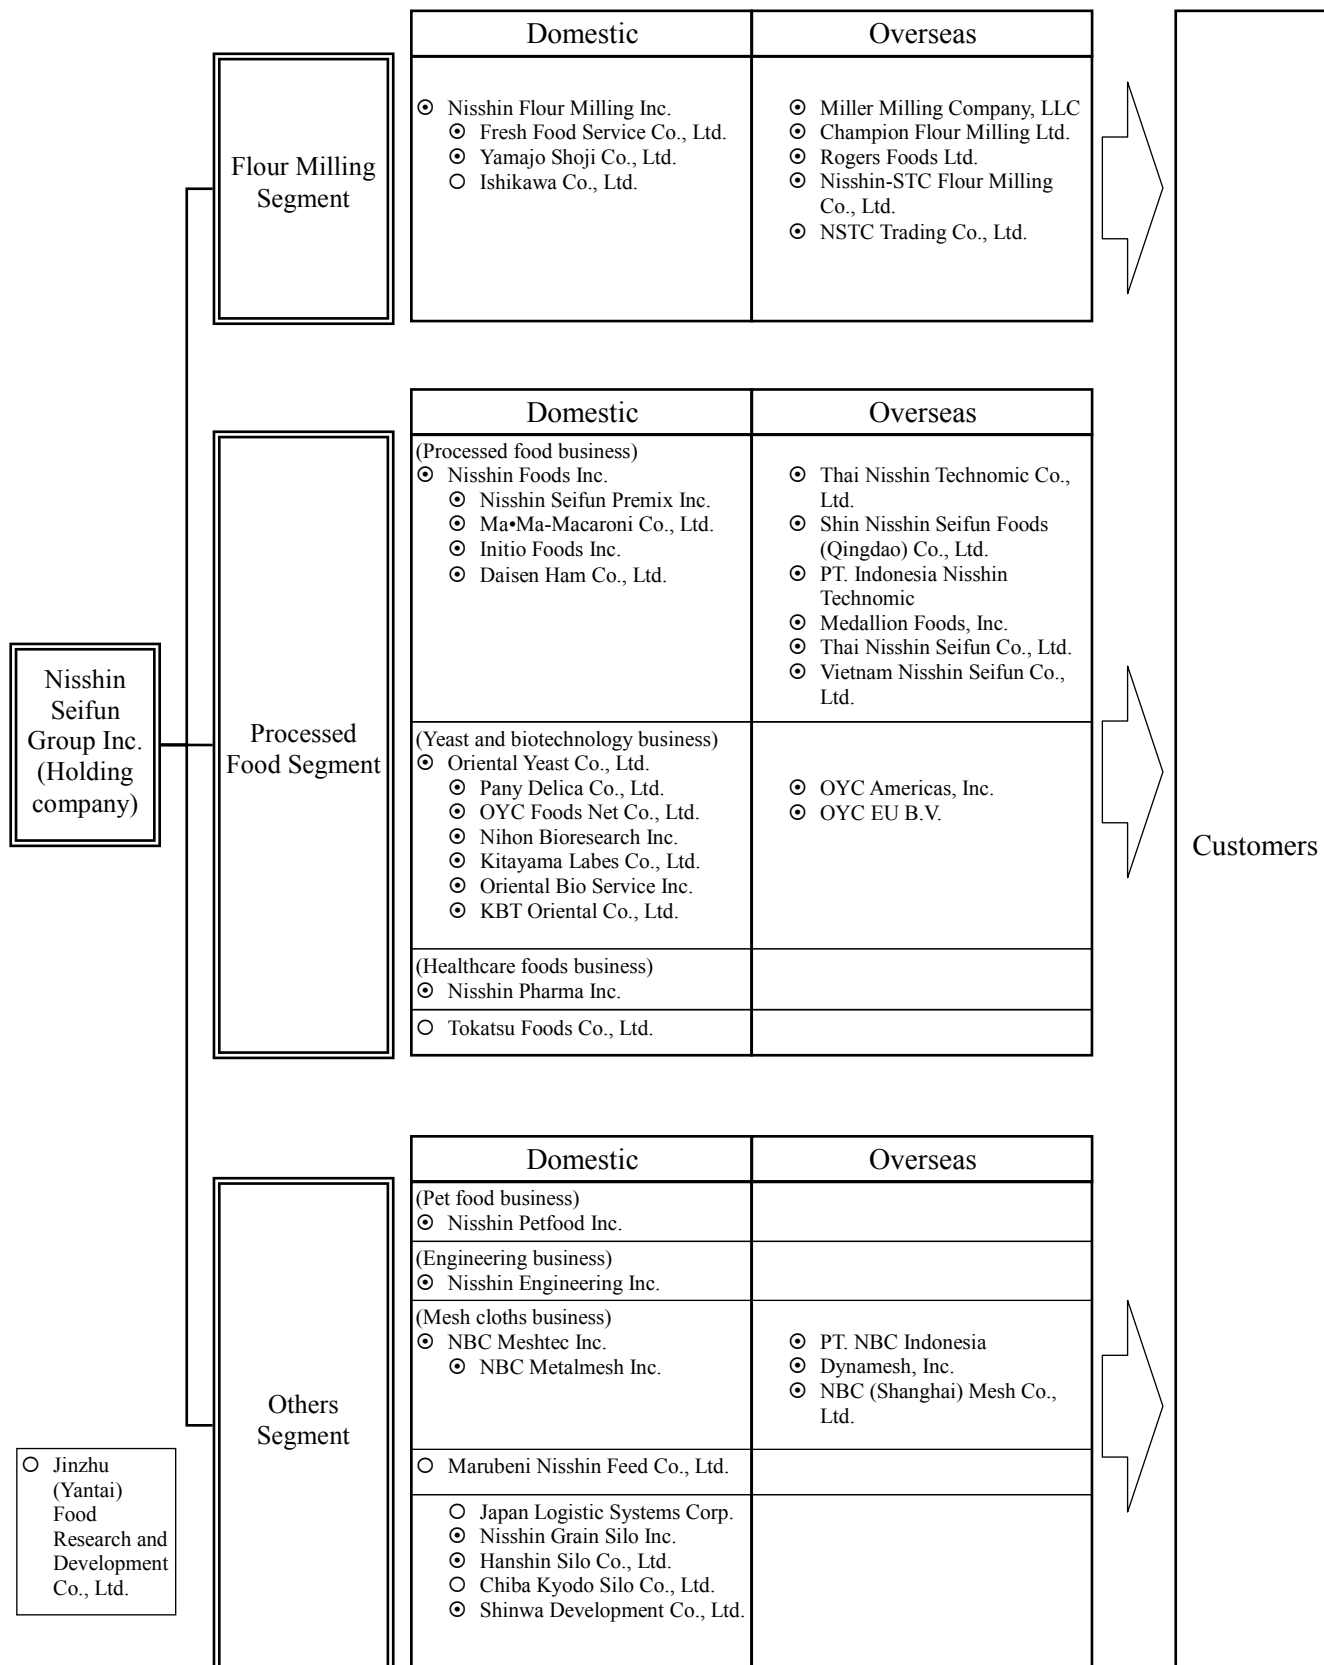 Domestic
Overseas
Flour Milling
Segment
⊙ Nisshin Flour Milling Inc.
⊙ Fresh Food Service Co., Ltd.
⊙ Yamajo Shoji Co., Ltd.
○ Ishikawa Co., Ltd.
⊙ Miller Milling Company, LLC
⊙ Champion Flour Milling Ltd.
⊙ Rogers Foods Ltd.
⊙ Nisshin-STC Flour Milling
Co., Ltd.
⊙ NSTC Trading Co., Ltd.
Domestic
Overseas
Nisshin
Seifun
Group Inc.
(Holding
company)
Processed
Food Segment
(Processed food business)
⊙ Nisshin Foods Inc.
⊙ Nisshin Seifun Premix Inc.
⊙ Ma•Ma-Macaroni Co., Ltd.
⊙ Initio Foods Inc.
⊙ Daisen Ham Co., Ltd.
⊙ Thai Nisshin Technomic Co.,
Ltd.
⊙ Shin Nisshin Seifun Foods
(Qingdao) Co., Ltd.
⊙ PT. Indonesia Nisshin
Technomic
⊙ Medallion Foods, Inc.
⊙ Thai Nisshin Seifun Co., Ltd.
⊙ Vietnam Nisshin Seifun Co.,
Ltd.
(Yeast and biotechnology business)
⊙ Oriental Yeast Co., Ltd.
⊙ Pany Delica Co., Ltd.
⊙ OYC Foods Net Co., Ltd.
⊙ Nihon Bioresearch Inc.
⊙ Kitayama Labes Co., Ltd.
⊙ Oriental Bio Service Inc.
⊙ KBT Oriental Co., Ltd.
⊙ OYC Americas, Inc.
⊙ OYC EU B.V.
(Healthcare foods business)
⊙ Nisshin Pharma Inc.
○ Tokatsu Foods Co., Ltd.
Customers
Domestic
Overseas
Others
Segment
(Pet food business)
⊙ Nisshin Petfood Inc.
(Engineering business)
⊙ Nisshin Engineering Inc.
(Mesh cloths business)
⊙ NBC Meshtec Inc.
⊙ NBC Metalmesh Inc.
⊙ PT. NBC Indonesia
⊙ Dynamesh, Inc.
⊙ NBC (Shanghai) Mesh Co.,
Ltd.
○ Marubeni Nisshin Feed Co., Ltd.
○ Japan Logistic Systems Corp.
⊙ Nisshin Grain Silo Inc.
⊙ Hanshin Silo Co., Ltd.
○ Chiba Kyodo Silo Co., Ltd.
⊙ Shinwa Development Co., Ltd.
○ Jinzhu
(Yantai)
Food
Research and
Development
Co., Ltd.